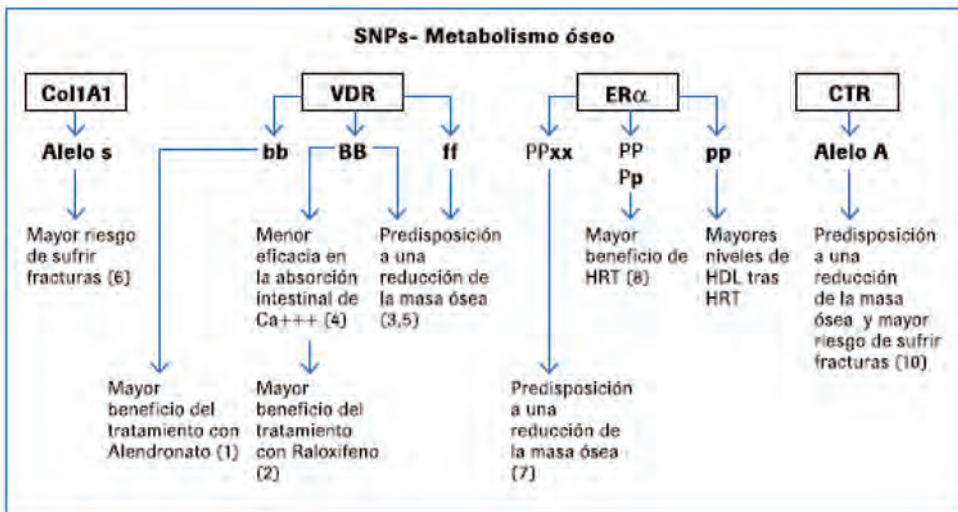 SNPs- Metabolismo óseo
Col1A1
VDR
ERα
CTR
Alelo s
bb
BB
ff
PPxx
PP
Pp
pp
Alelo A
Mayor riesgo
de sufrir
fracturas (6)
Menor
eficacia en
la absorción
intestinal de
Ca+++ (4)
Predisposición
a una
reducción de
la masa ósea
(3,5)
Mayor
beneficio de
HRT (8)
Mayores
niveles de
HDL tras
HRT
Predisposición
a una
reducción
de la masa
ósea y mayor
riesgo de sufrir
fracturas (10)
Mayor
beneficio del
tratamiento con
Alendronato (1)
Mayor
beneficio del
tratamiento
con Raloxifeno
(2)
Predisposición
a una
reducción de
la masa ósea
(7)